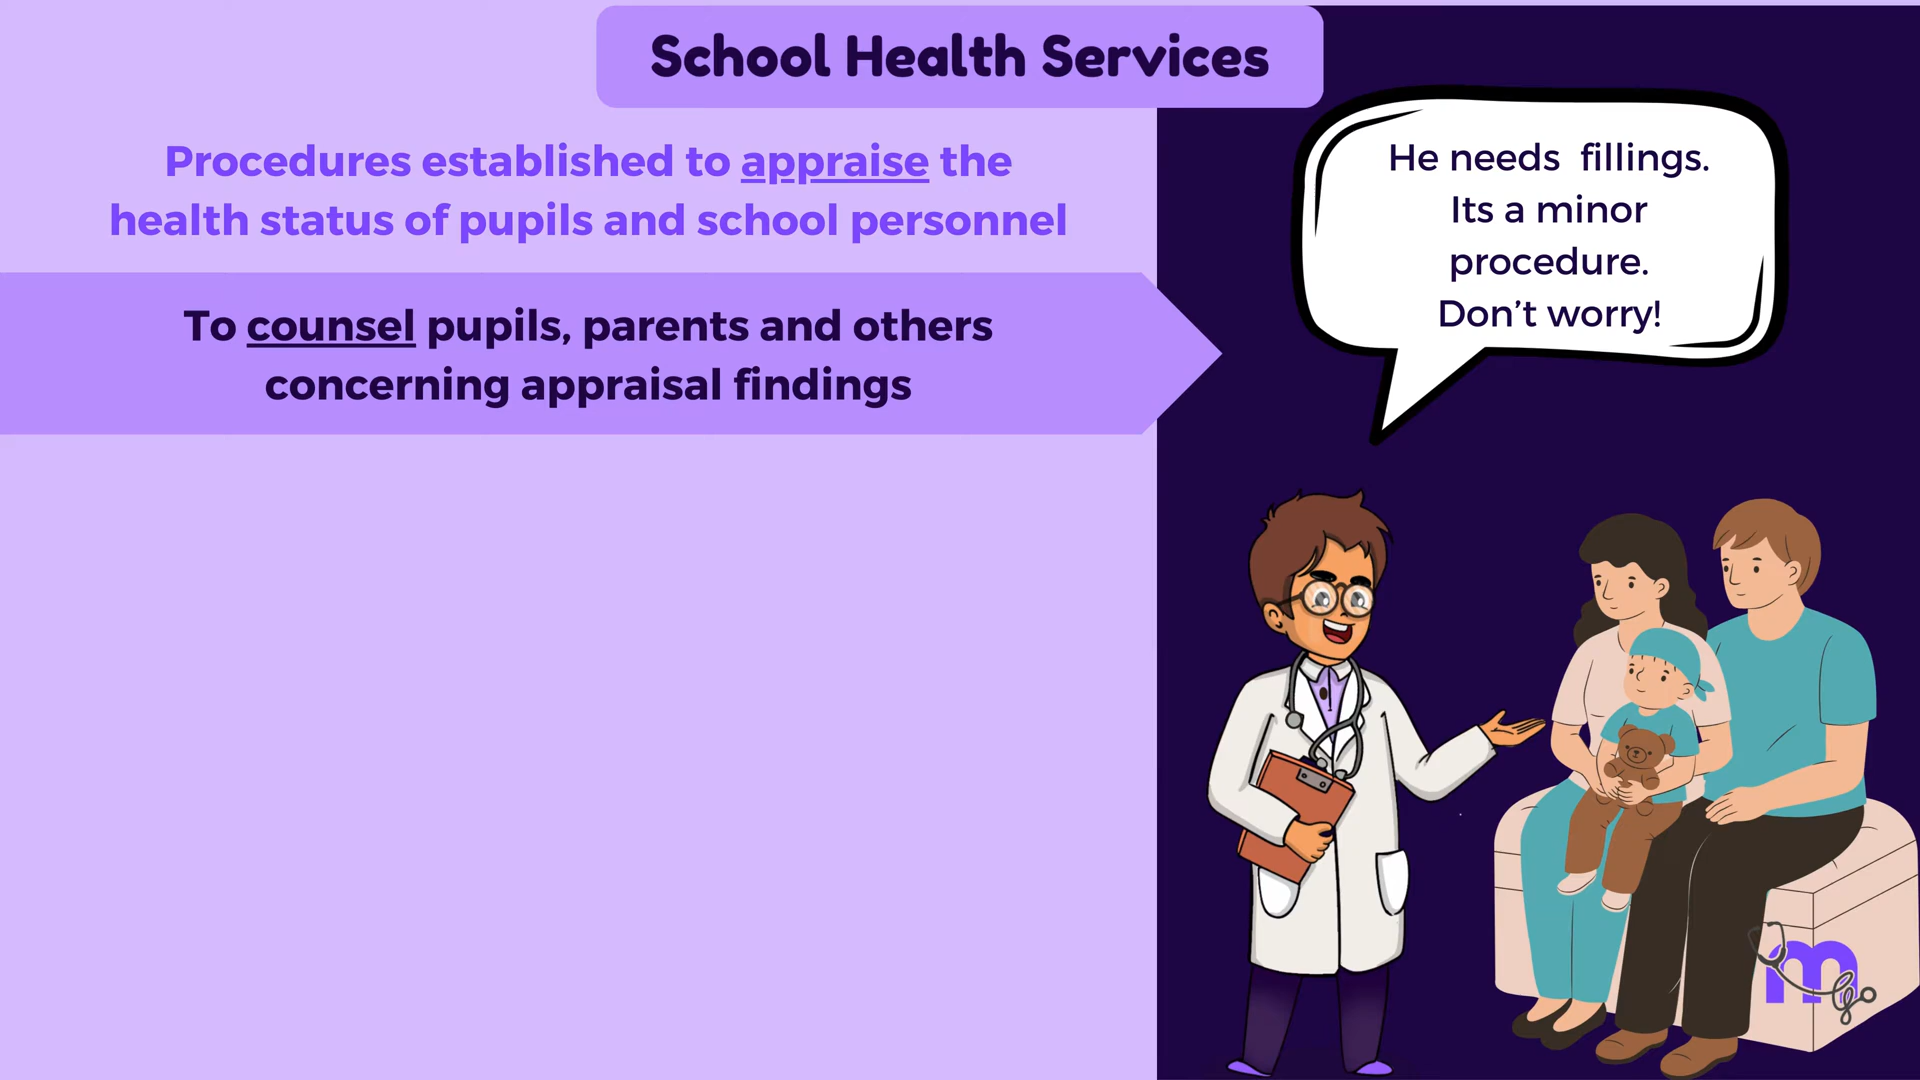 School Health Services
Procedures established to appraise the
health status of pupils and school personnel
To counsel pupils, parents and others
concerning appraisal findings
He needs fillings.
Its a minor
procedure.
Don't worry!
m
go